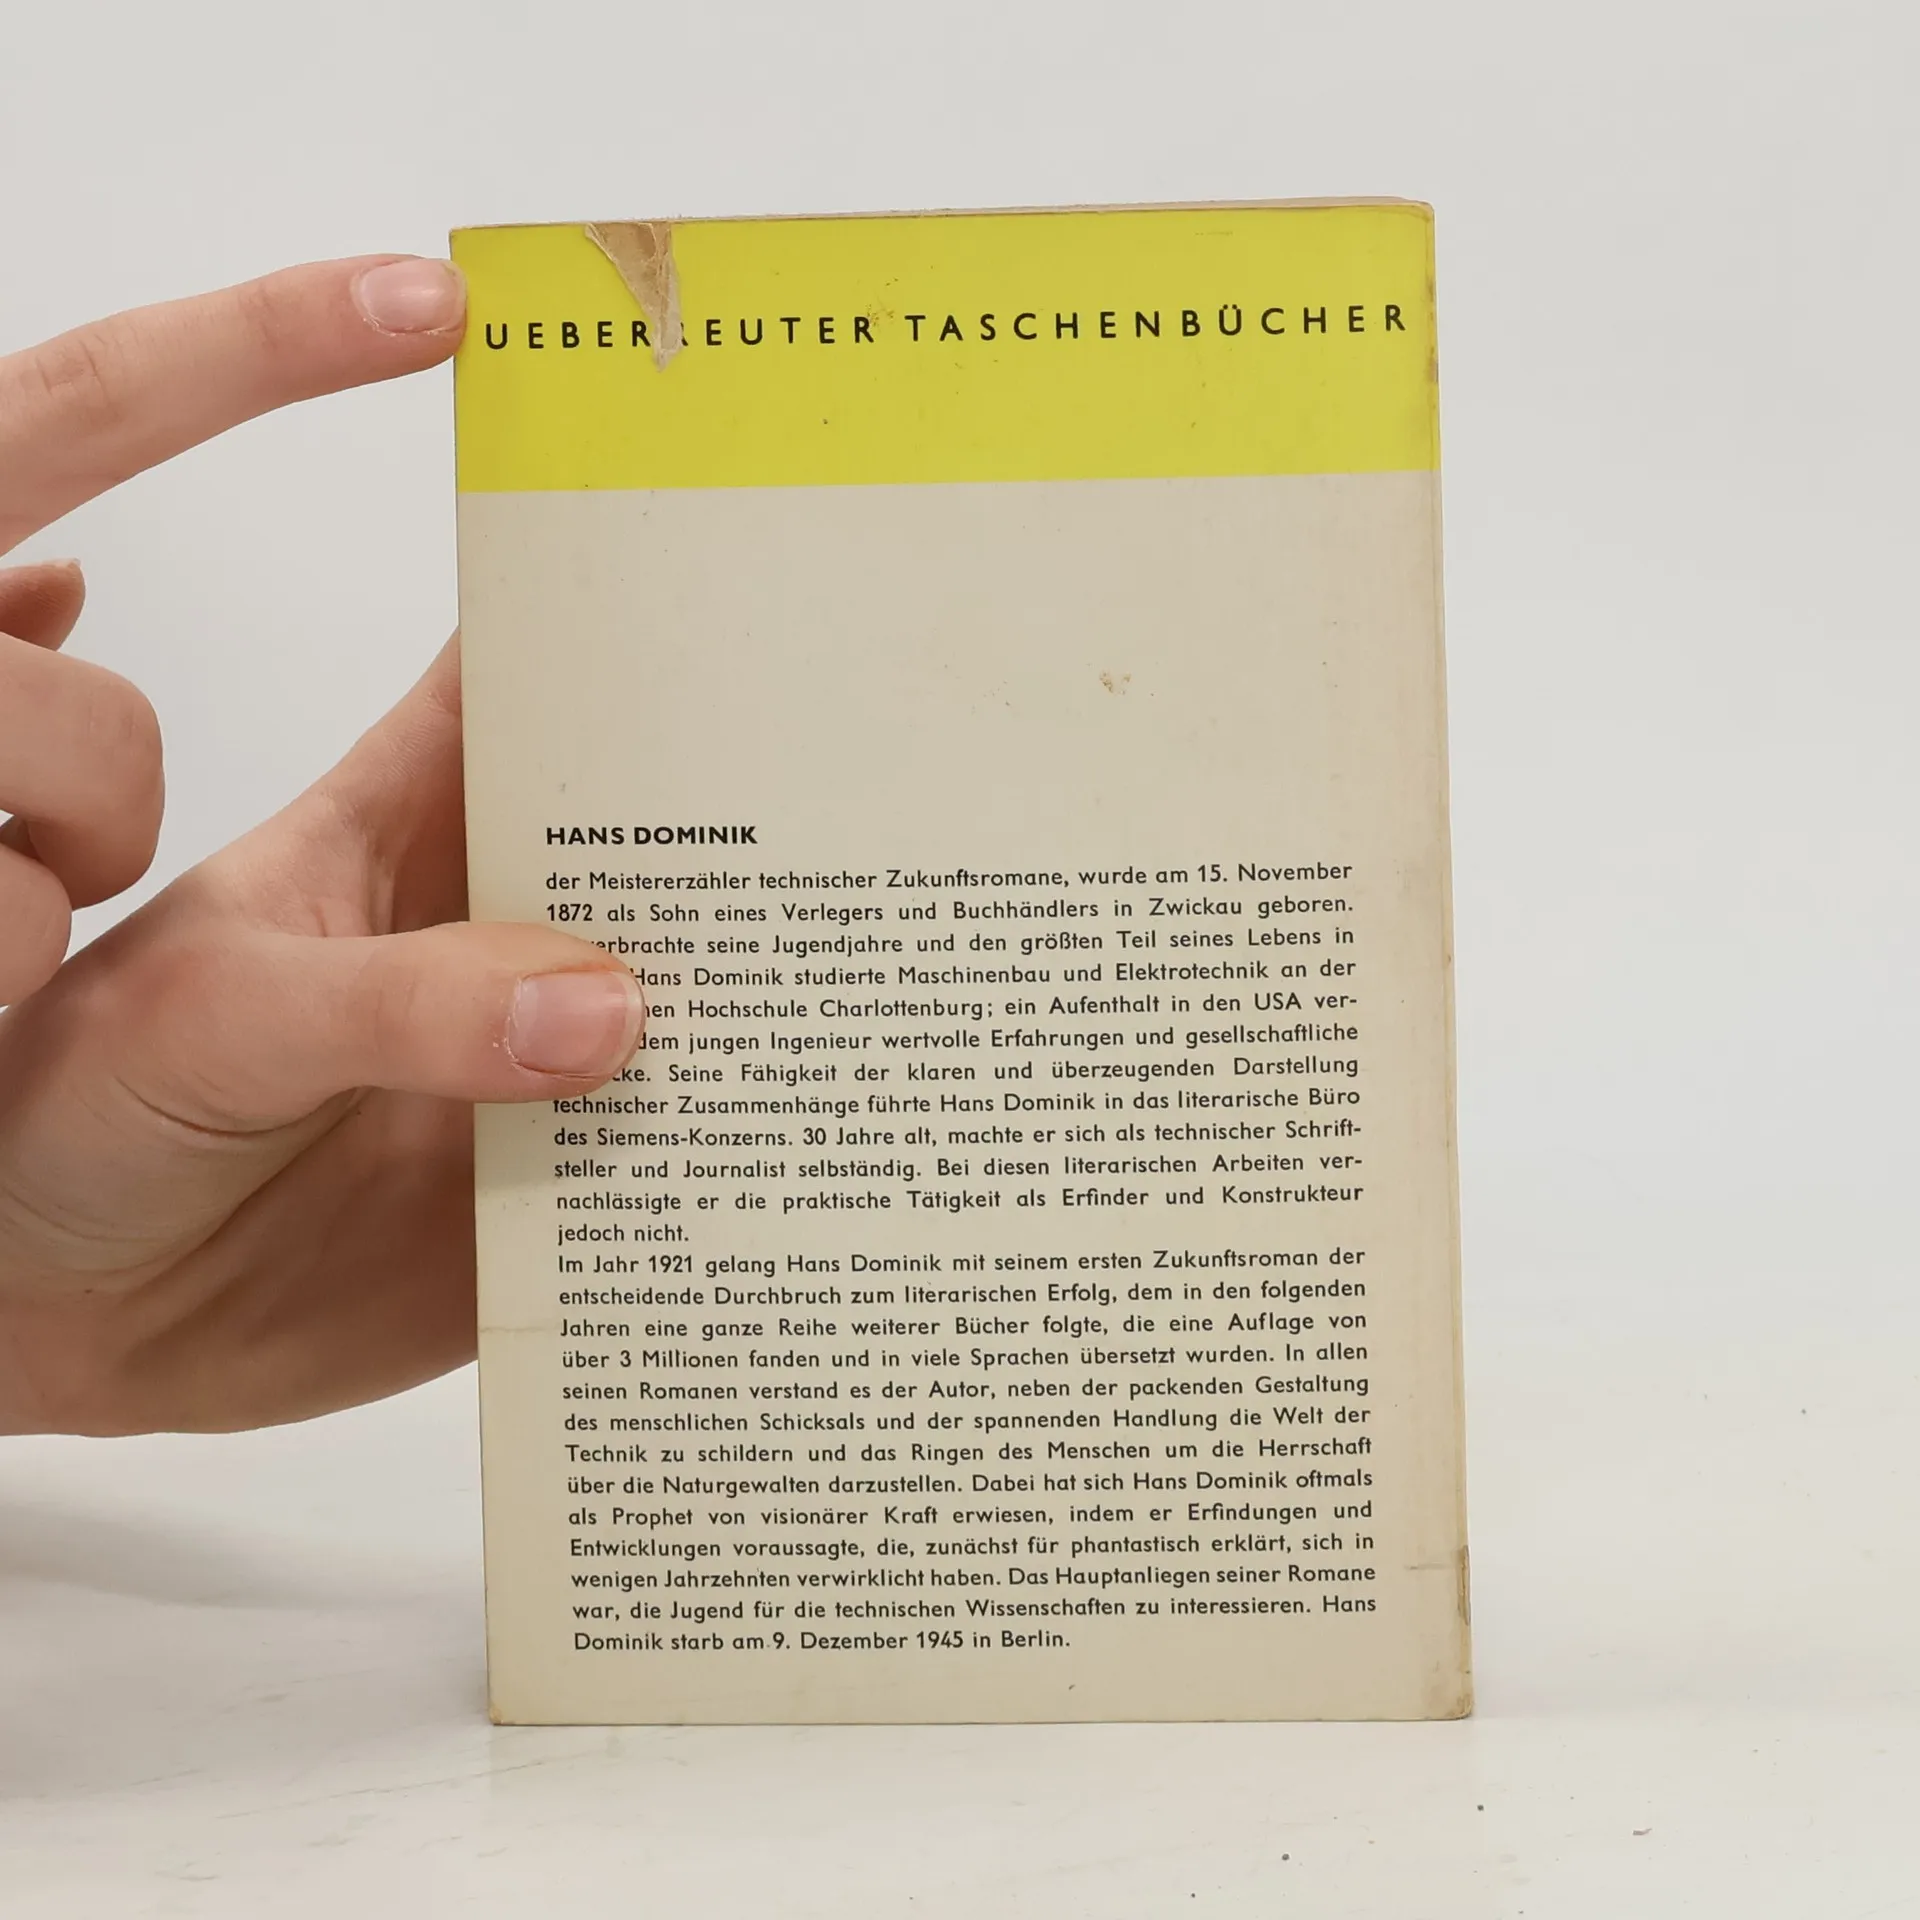 UEBERREUTER TASCHENBÜCHER
HANS DOMINIK
der Meistererzähler technischer Zukunftsromane, wurde am 15. November
1872 als Sohn eines Verlegers und Buchhändlers in Zwickau geboren.
seine Jugendjahre und den größten Teil seines Lebens in
Hans Dominik studierte Maschinenbau und Elektrotechnik an der
Hochschule Charlottenburg; ein Aufenthalt in den USA ver-
dem jungen Ingenieur wertvolle Erfahrungen und gesellschaftliche
Seine Fähigkeit der klaren und überzeugenden Darstellung
technischer Zusammenhänge führte Hans Dominik in das literarische Büro
des Siemens-Konzerns. 30 Jahre alt, machte er sich als technischer Schrift-
steller und Journalist selbständig. Bei diesen literarischen Arbeiten ver-
nachlässigte er die praktische Tätigkeit als Erfinder und Konstrukteur
jedoch nicht.
Im Jahr 1921 gelang Hans Dominik mit seinem ersten Zukunftsroman der
entscheidende Durchbruch zum literarischen Erfolg, dem in den folgenden
Jahren eine ganze Reihe weiterer Bücher folgte, die eine Auflage von
über 3 Millionen fanden und in viele Sprachen übersetzt wurden. In allen
seinen Romanen verstand es der Autor, neben der packenden Gestaltung
des menschlichen Schicksals und der spannenden Handlung die Welt der
Technik zu schildern und das Ringen des Menschen um die Herrschaft
über die Naturgewalten darzustellen. Dabei hat sich Hans Dominik oftmals
als Prophet von visionärer Kraft erwiesen, indem er Erfindungen und
Entwicklungen voraussagte, die, zunächst für phantastisch erklärt, sich in
wenigen Jahrzehnten verwirklicht haben. Das Hauptanliegen seiner Romane
war, die Jugend für die technischen Wissenschaften zu interessieren. Hans
Dominik starb am 9. Dezember 1945 in Berlin.